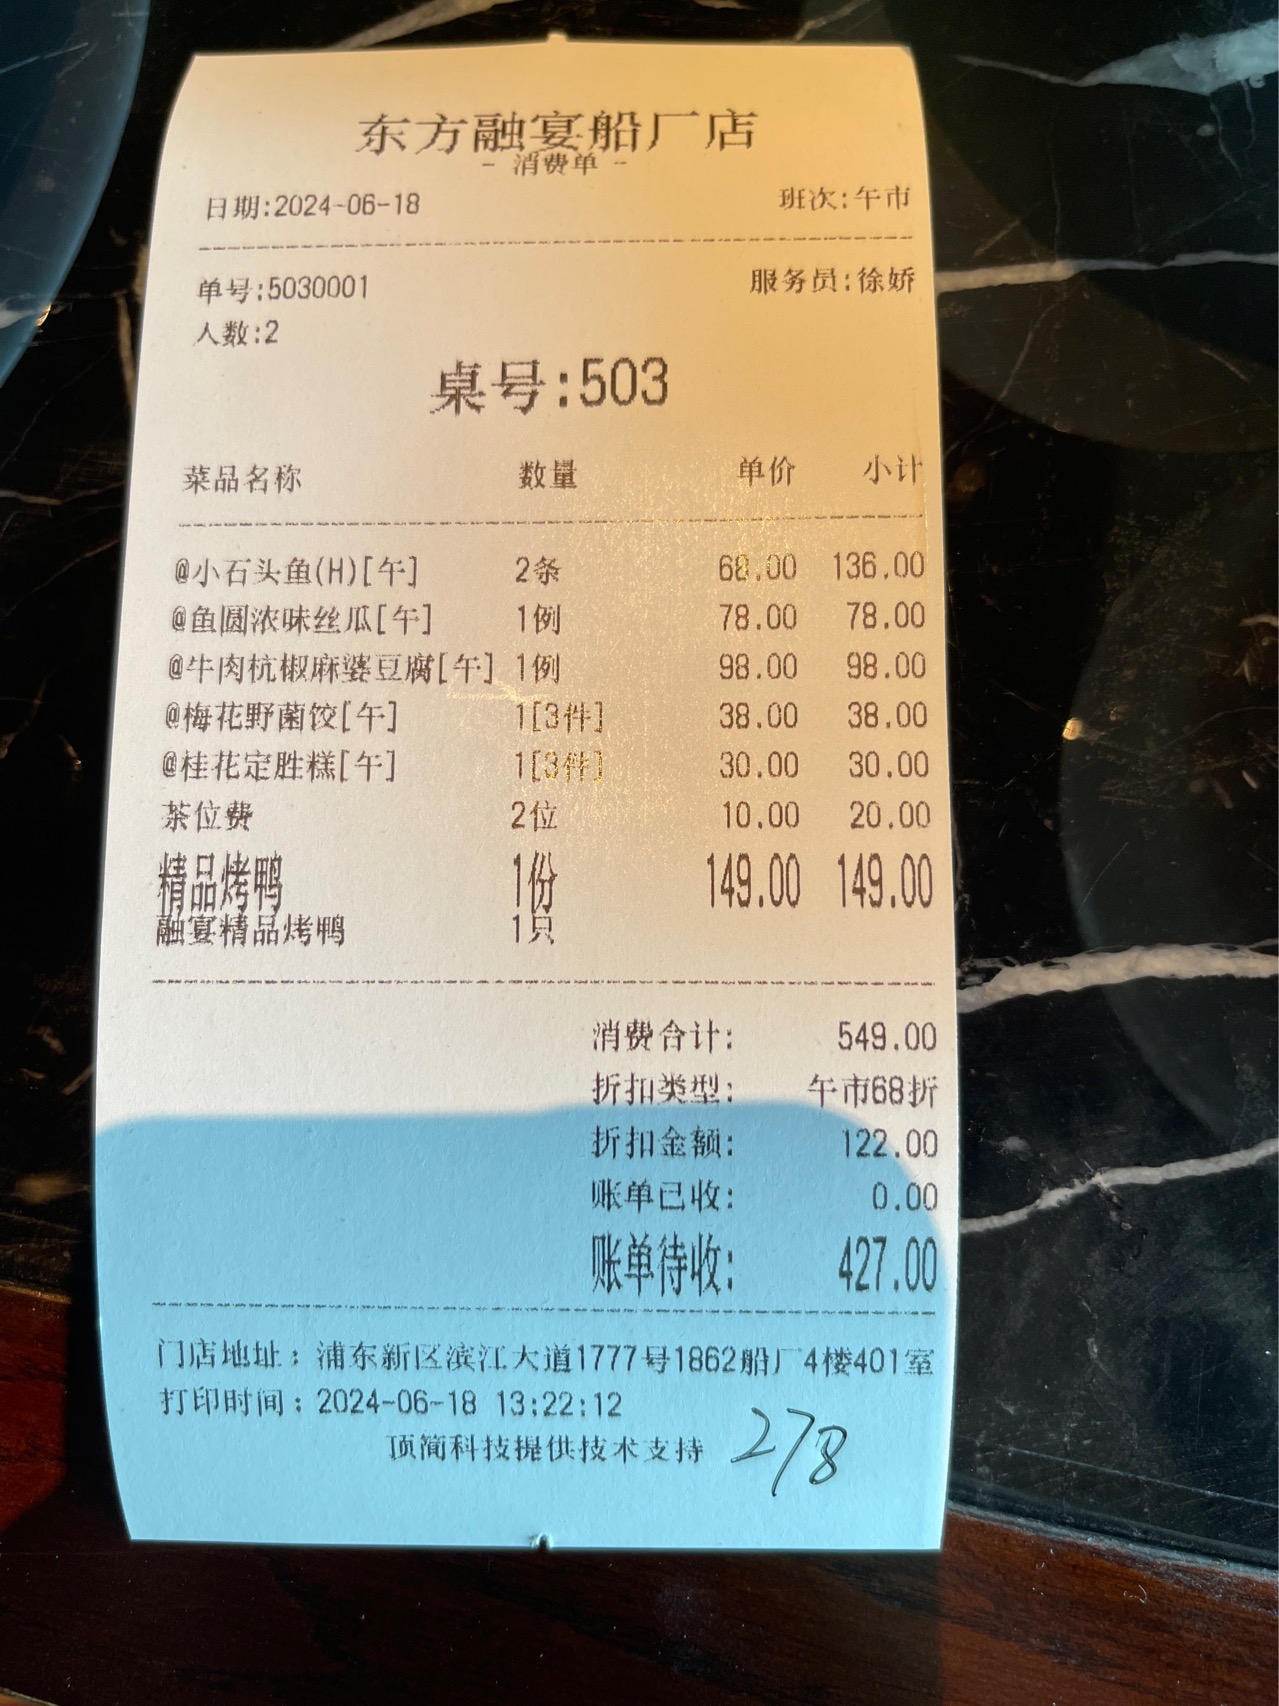 东方融宴船厂店
- 消费单 -
日期:2024-06-18 班次:午市
单号:5030001 服务员:徐娇
人数:2
桌号:503
菜品名称 数量 单价 小计
@小石头鱼(H)[午] 2条 68.00 136.00
@鱼圆浓味丝瓜[午] 1例 78.00 78.00
@牛肉杭椒麻婆豆腐[午] 1例 98.00 98.00
@梅花野菌饺[午] 1[3件] 38.00 38.00
@桂花定胜糕[午] 1[3件] 30.00 30.00
茶位费 2位 10.00 20.00
精品烤鸭 1份 149.00 149.00
融宴精品烤鸭 1只
消费合计: 549.00
折扣类型: 午市68折
折扣金额: 122.00
账单已收: 0.00
账单待收: 427.00
门店地址：浦东新区滨江大道1777号1862船厂4楼401室
打印时间：2024-06-18 13:22:12
顶简科技提供技术支持 278